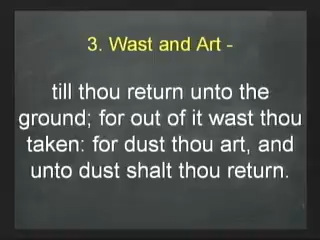 3. Wast and Art -
till thou return unto the
ground; for out of it wast thou
taken: for dust thou art, and
unto dust shalt thou return.